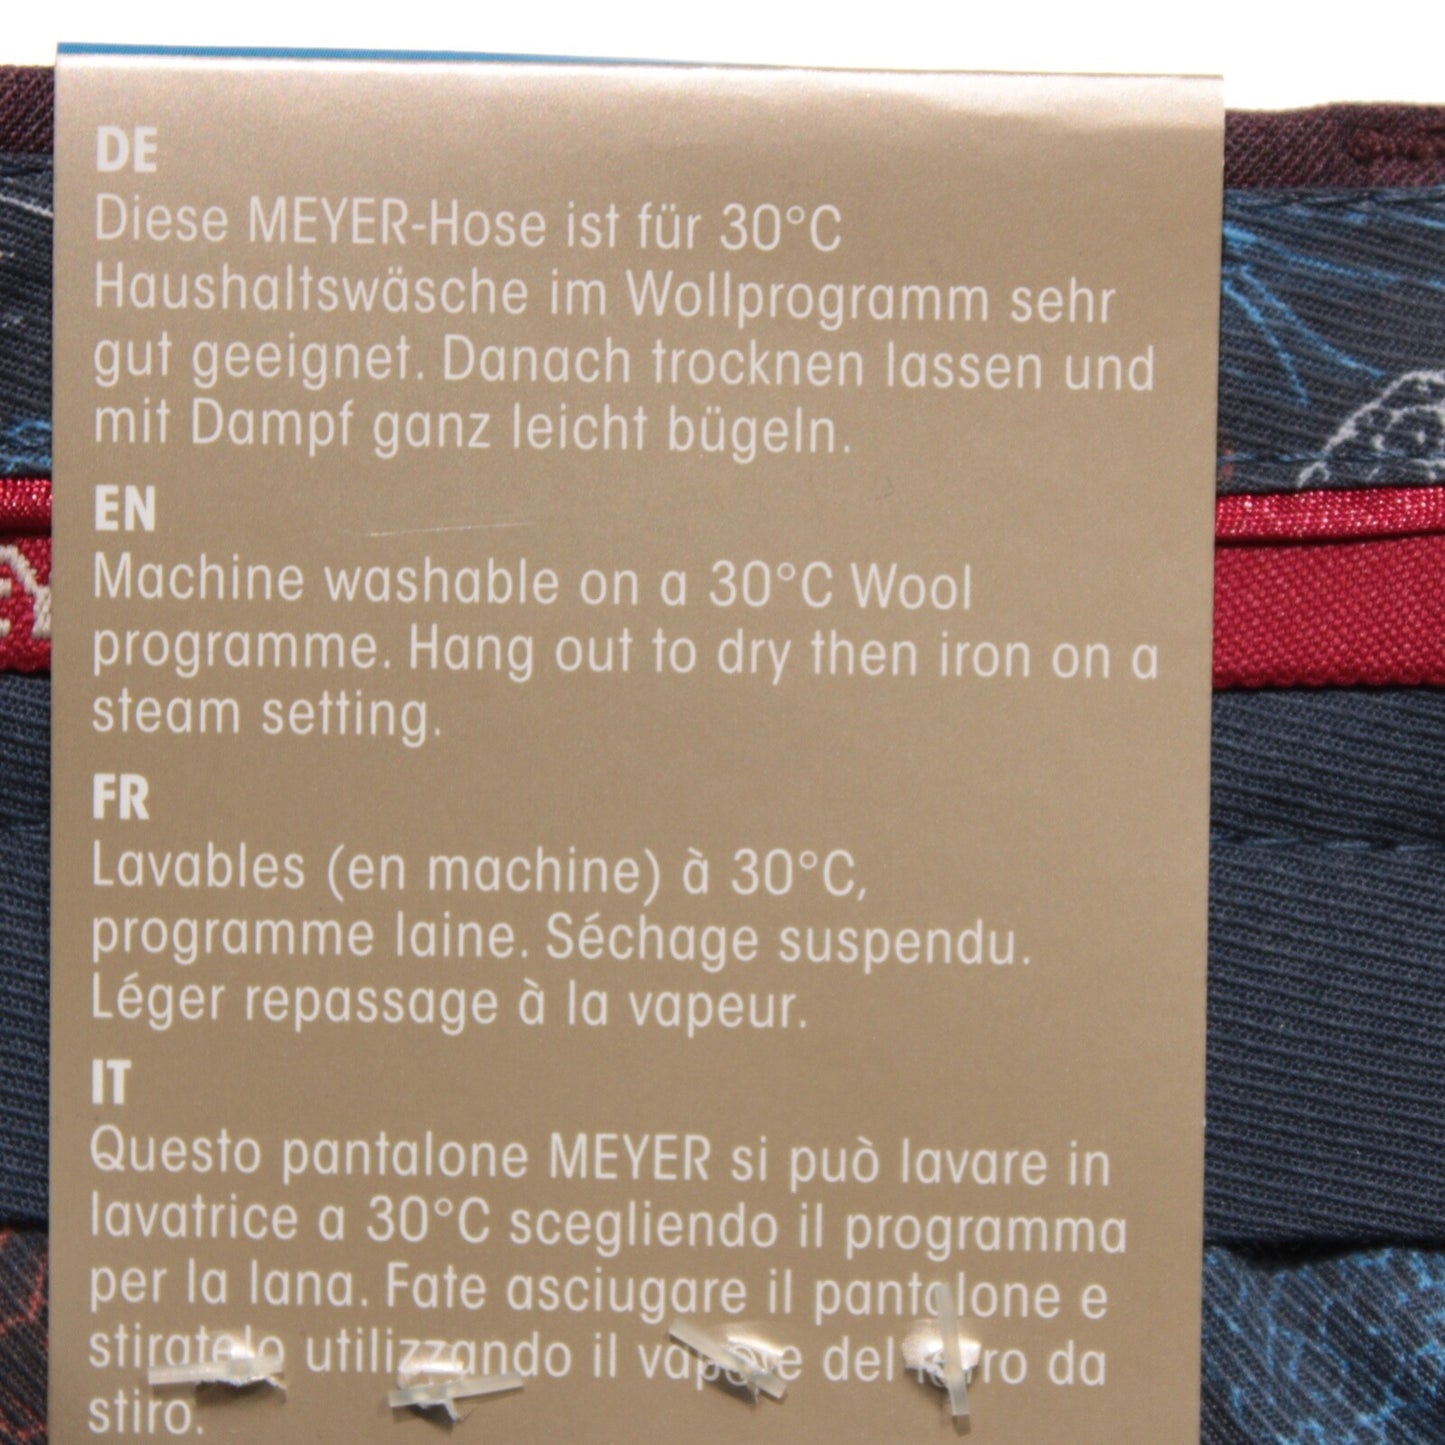 DE
Diese MEYER-Hose ist für 30°C
Haushaltswäsche im Wollprogramm sehr
gut geeignet. Danach trocknen lassen und
mit Dampf ganz leicht bügeln.
EN
Machine washable on a 30°C Wool
programme. Hang out to dry then iron on a
steam setting.
FR
Lavables (en machine) à 30°C,
programme laine. Séchage suspendu.
Léger repassage à la vapeur.
IT
Questo pantalone MEYER si può lavare in
lavatrice a 30°C scegliendo il programma
per la lana. Fate asciugare il pantalone e
stiratelo utilizzando il vapore del ferro da
stiro.